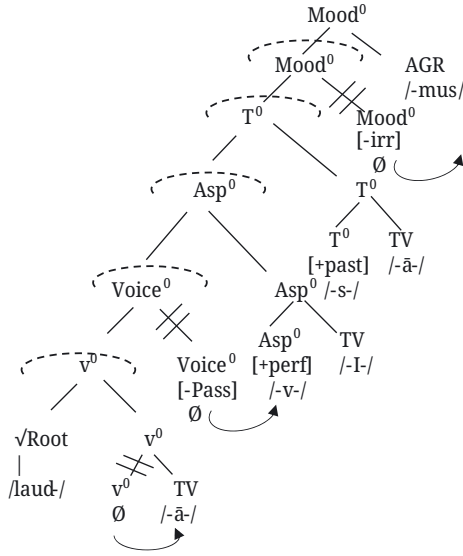 Mood⁰
Mood⁰ AGR
/-mus/
T⁰ Mood⁰
[-irr]
Ø
Asp⁰ T⁰
T⁰ TV
[+past] /-ā-/
/-s-/
Voice⁰ Asp⁰
Asp⁰ TV
[+perf] /-I-/
/-v-/
v⁰ Voice⁰
[-Pass]
Ø
√Root v⁰
/laud-/ v⁰ TV
Ø /-ā-/